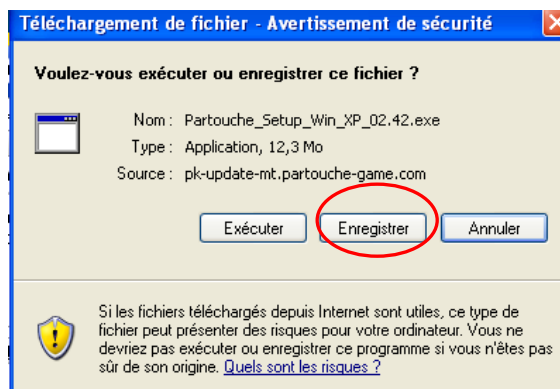 Téléchargement de fichier - Avertissement de sécurité
Voulez-vous exécuter ou enregistrer ce fichier ?
Nom : Partouche_Setup_Win_XP_02.42.exe
Type : Application, 12,3 Mo
Source : pk-update-mt.partouche-game.com
Exécuter Enregistrer Annuler
Si les fichiers téléchargés depuis Internet sont utiles, ce type de
fichier peut présenter des risques pour votre ordinateur. Vous ne
devriez pas exécuter ou enregistrer ce programme si vous n'êtes pas
sûr de son origine. Quels sont les risques ?